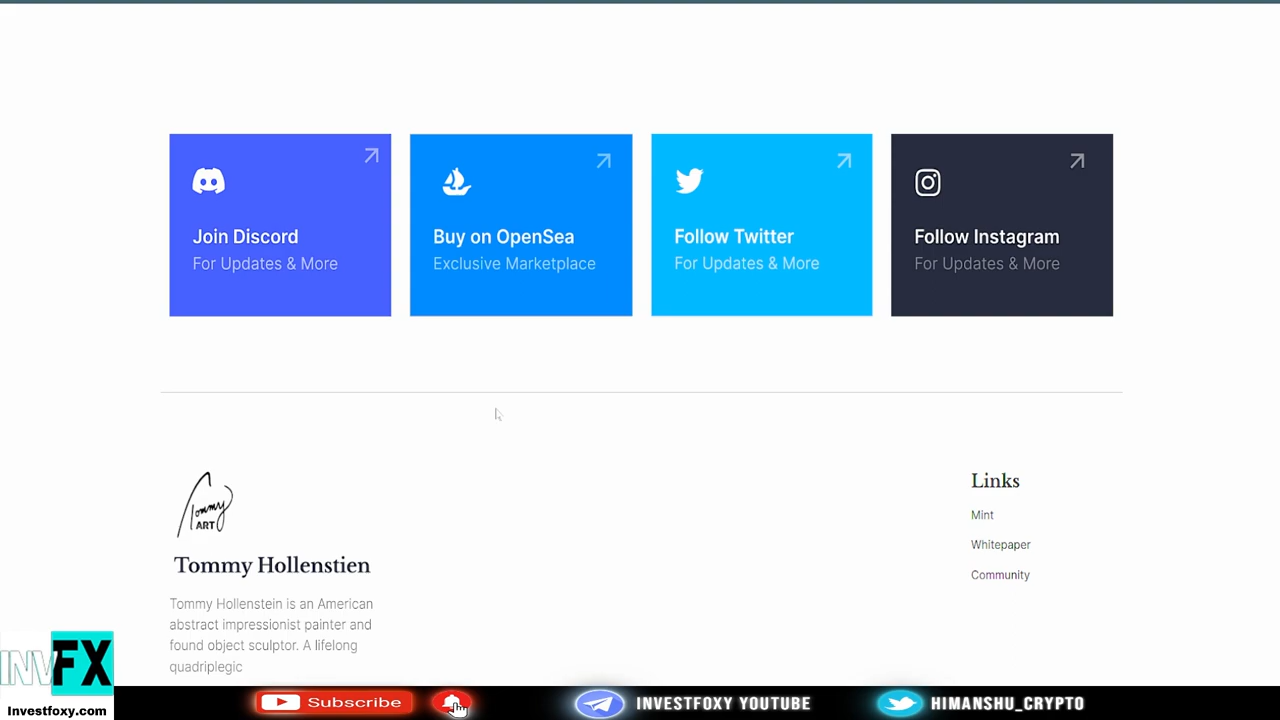 Join Discord
For Updates & More
Buy on OpenSea
Exclusive Marketplace
Follow Twitter
For Updates & More
Follow Instagram
For Updates & More
Tommy
ART
Tommy Hollenstien
Tommy Hollenstein is an American
abstract impressionist painter and
found object sculptor. A lifelong
quadriplegic
Links
Mint
Whitepaper
Community
INVFX
Investfoxy.com
Subscribe
INVESTFOXY YOUTUBE
HIMANSHU_CRYPTO